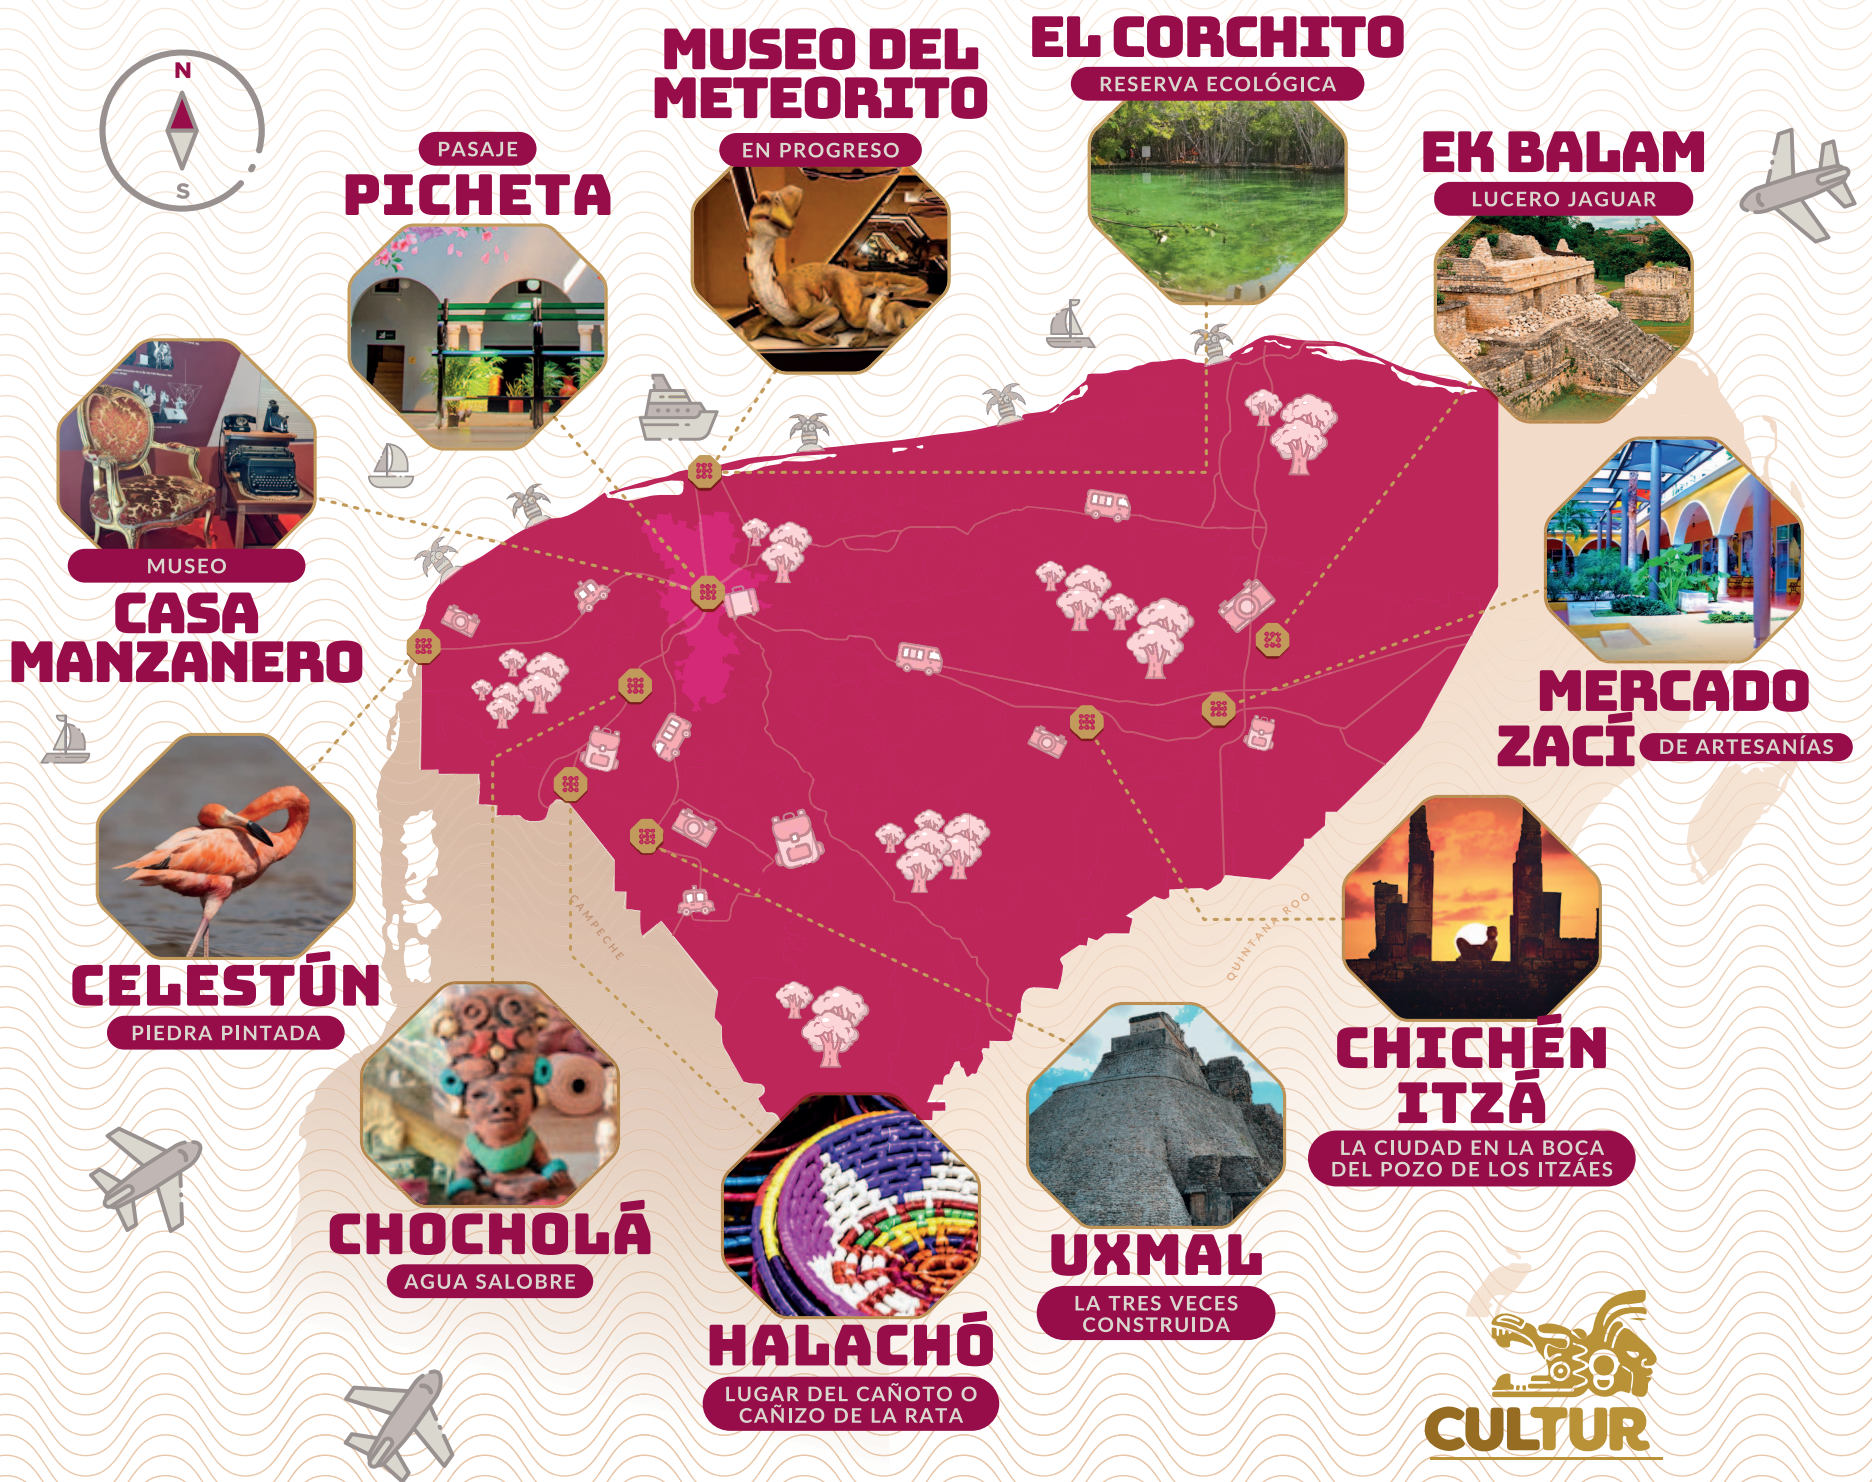 N
S
PASAJE
PICHETA
MUSEO DEL
METEORITO
EN PROGRESO
EL CORCHITO
RESERVA ECOLÓGICA
EK BALAM
LUCERO JAGUAR
MUSEO
CASA
MANZANERO
MERCADO
ZACÍ DE ARTESANÍAS
CELESTÚN
PIEDRA PINTADA
CAMPECHE
QUINTANA ROO
CHICHÉN
ITZÁ
LA CIUDAD EN LA BOCA
DEL POZO DE LOS ITZÁES
CHOCHOLÁ
AGUA SALOBRE
UXMAL
LA TRES VECES
CONSTRUIDA
HALACHÓ
LUGAR DEL CAÑOTO O
CAÑIZO DE LA RATA
CULTUR